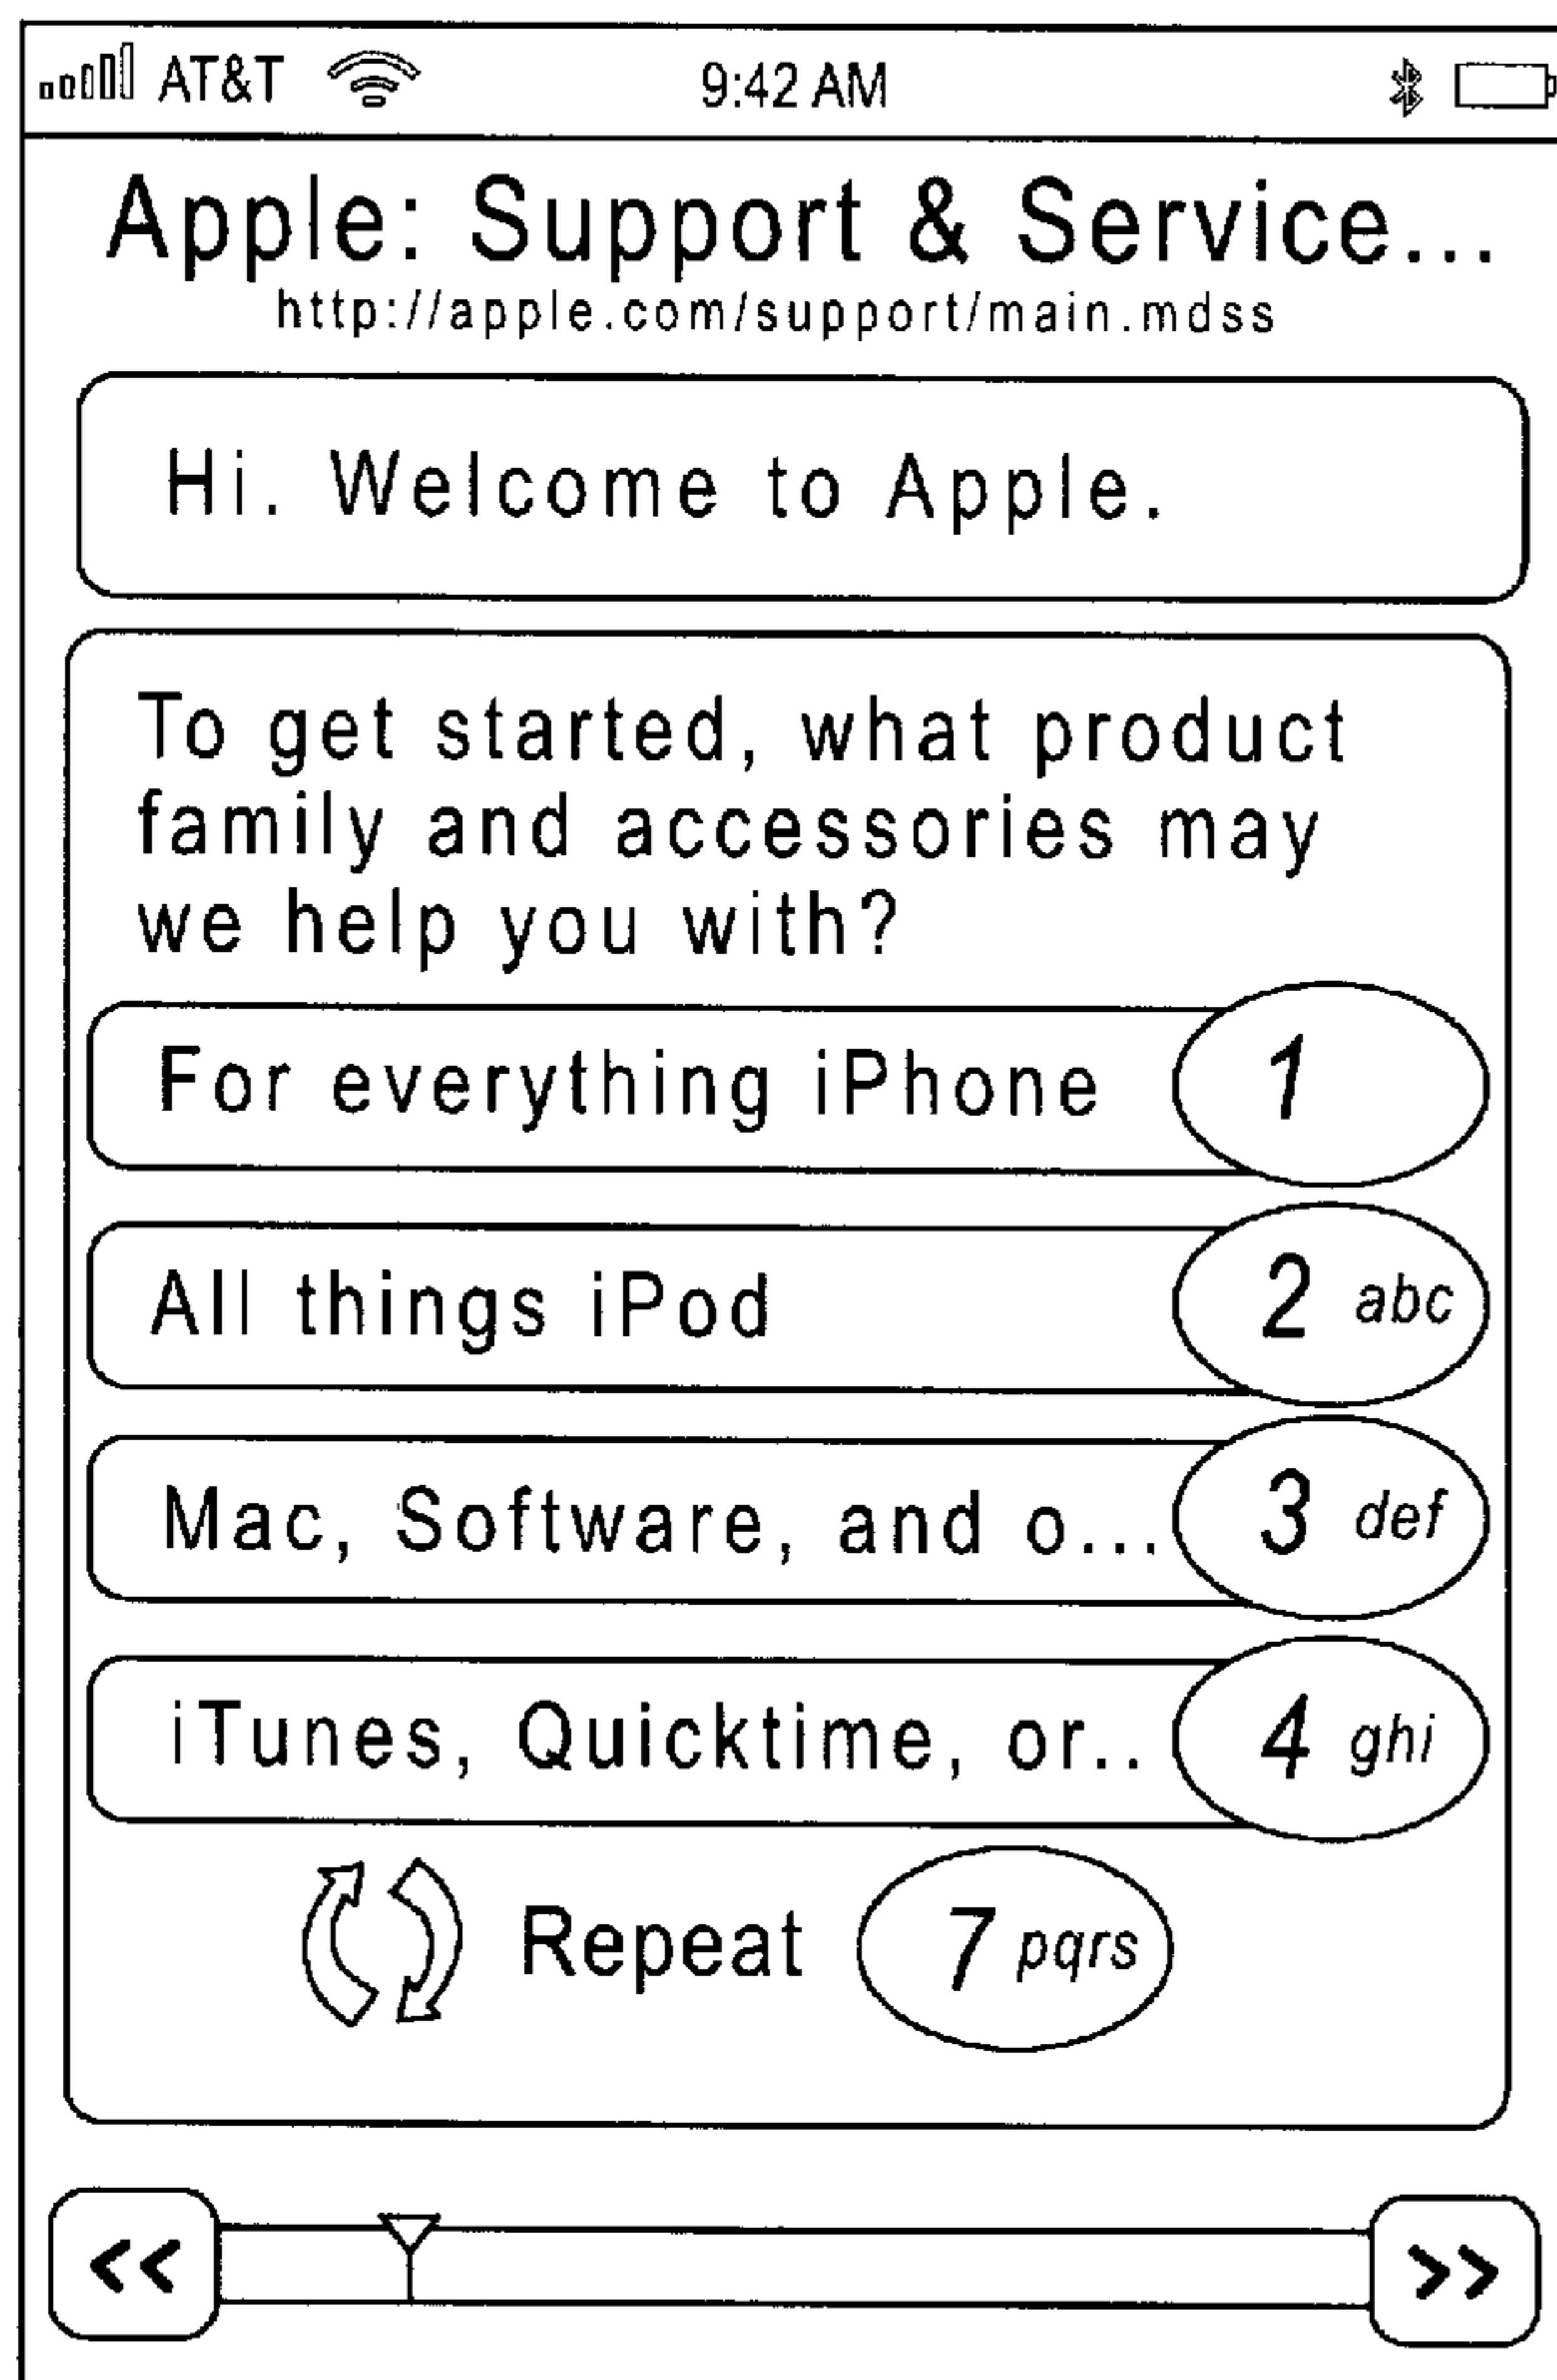 AT&T 9:42 AM
Apple: Support & Service...
http://apple.com/support/main.mdss
Hi. Welcome to Apple.
To get started, what product
family and accessories may
we help you with?
For everything iPhone 1
All things iPod 2 abc
Mac, Software, and o... 3 def
iTunes, Quicktime, or.. 4 ghi
Repeat 7 pqrs
<< >>